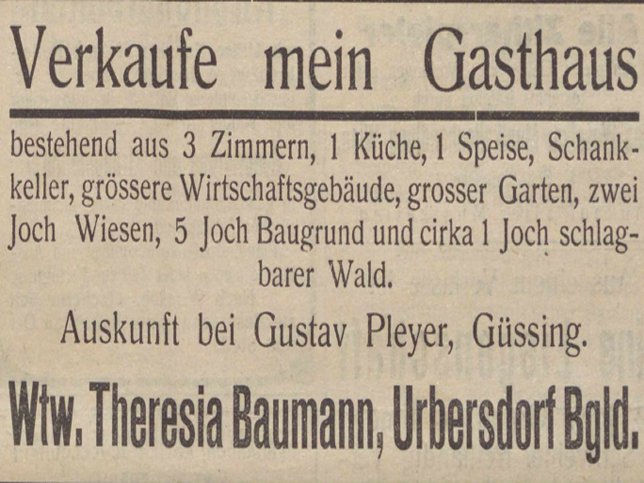 Verkaufe mein Gasthaus
bestehend aus 3 Zimmern, 1 Küche, 1 Speise, Schank-
keller, grössere Wirtschaftsgebäude, grosser Garten, zwei
Joch Wiesen, 5 Joch Baugrund und cirka 1 Joch schlag-
barer Wald.
Auskunft bei Gustav Pleyer, Güssing.
Wtw. Theresia Baumann, Urbersdorf Bgld.